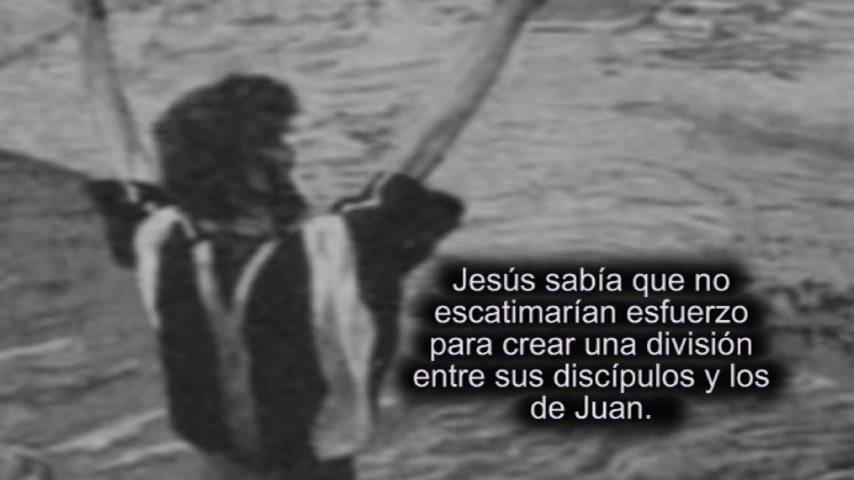 Jesús sabía que no
escatimarían esfuerzo
para crear una división
entre sus discípulos y los
de Juan.